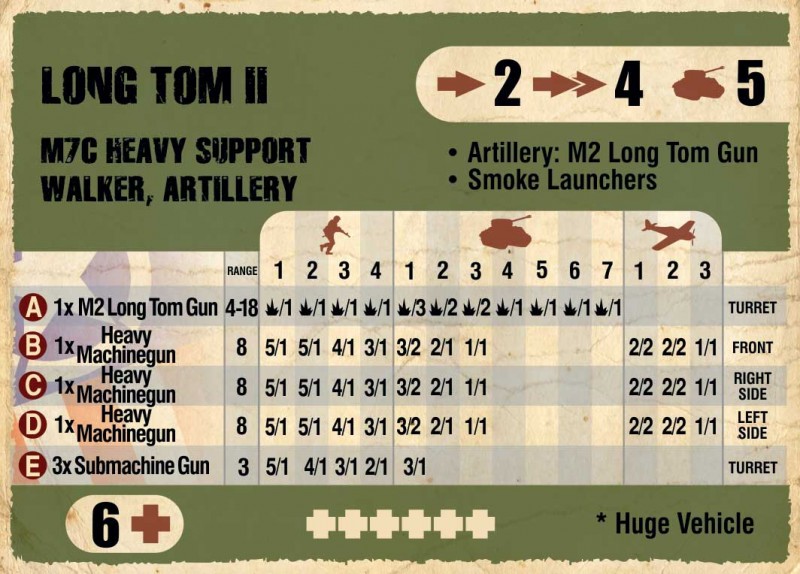 LONG TOM II
2 4 5
M7C HEAVY SUPPORT
WALKER, ARTILLERY
• Artillery: M2 Long Tom Gun
• Smoke Launchers
RANGE 1 2 3 4 1 2 3 4 5 6 7 1 2 3
A 1x M2 Long Tom Gun 4-18 /1 /1 /1 /1 /3 /2 /2 /1 /1 /1 /1 TURRET
B 1x Heavy Machinegun 8 5/1 5/1 4/1 3/1 3/2 2/1 1/1 2/2 2/2 1/1 FRONT
C 1x Heavy Machinegun 8 5/1 5/1 4/1 3/1 3/2 2/1 1/1 2/2 2/2 1/1 RIGHT SIDE
D 1x Heavy Machinegun 8 5/1 5/1 4/1 3/1 3/2 2/1 1/1 2/2 2/2 1/1 LEFT SIDE
E 3x Submachine Gun 3 5/1 4/1 3/1 2/1 3/1 TURRET
6
* Huge Vehicle